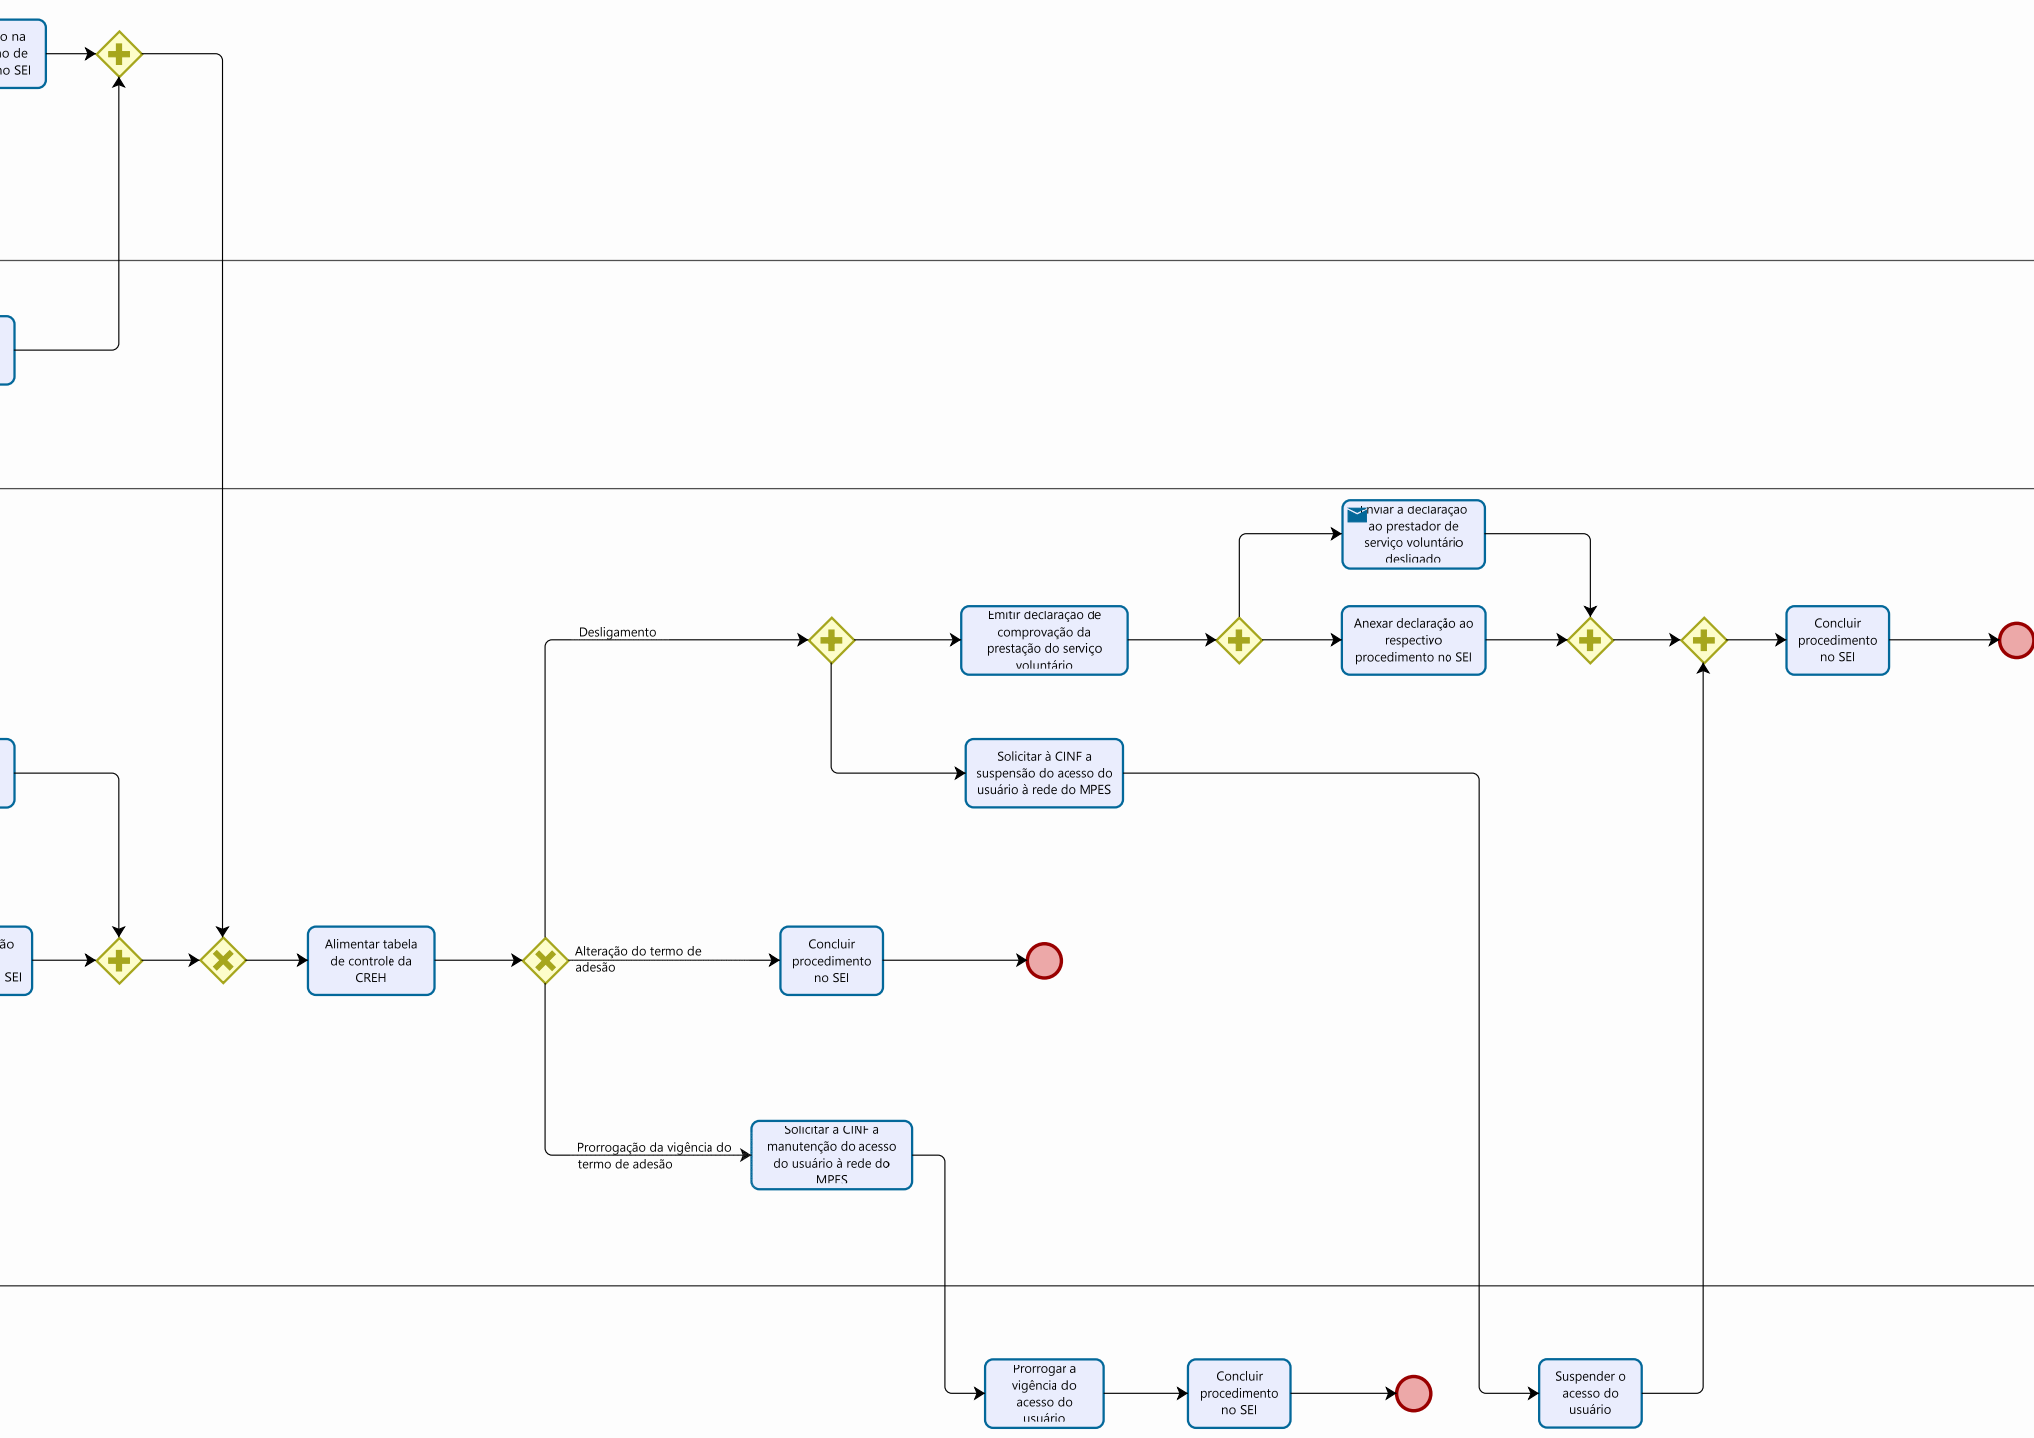 o na
o de
no SEI
Enviar a declaração
ao prestador de
serviço voluntário
desligado
Desligamento
Emitir declaração de
comprovação da
prestação do serviço
voluntário
Anexar declaração ao
respectivo
procedimento no SEI
Concluir
procedimento
no SEI
Solicitar à CINF a
suspensão do acesso do
usuário à rede do MPES
ão
SEI
Alimentar tabela
de controle da
CREH
Alteração do termo de
adesão
Concluir
procedimento
no SEI
Prorrogação da vigência do
termo de adesão
Solicitar à CINF a
manutenção do acesso
do usuário à rede do
MPES
Prorrogar a
vigência do
acesso do
usuário
Concluir
procedimento
no SEI
Suspender o
acesso do
usuário